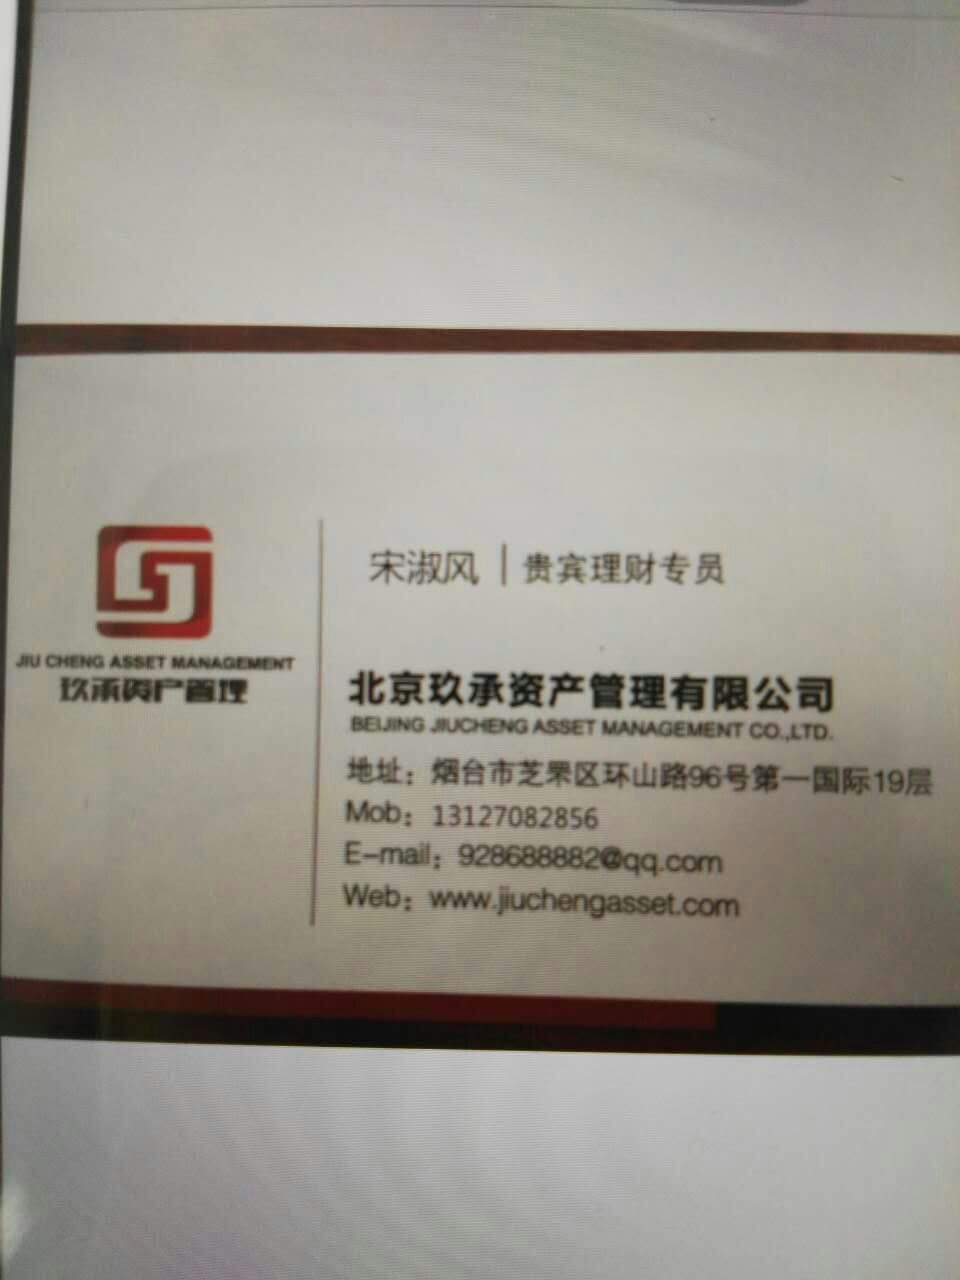 JIU CHENG ASSET MANAGEMENT
玖承资产管理
宋淑风 | 贵宾理财专员
北京玖承资产管理有限公司
BEIJING JIUCHENG ASSET MANAGEMENT CO.,LTD.
地址：烟台市芝罘区环山路96号第一国际19层
Mob：13127082856
E-mail：928688882@qq.com
Web：www.jiuchengasset.com